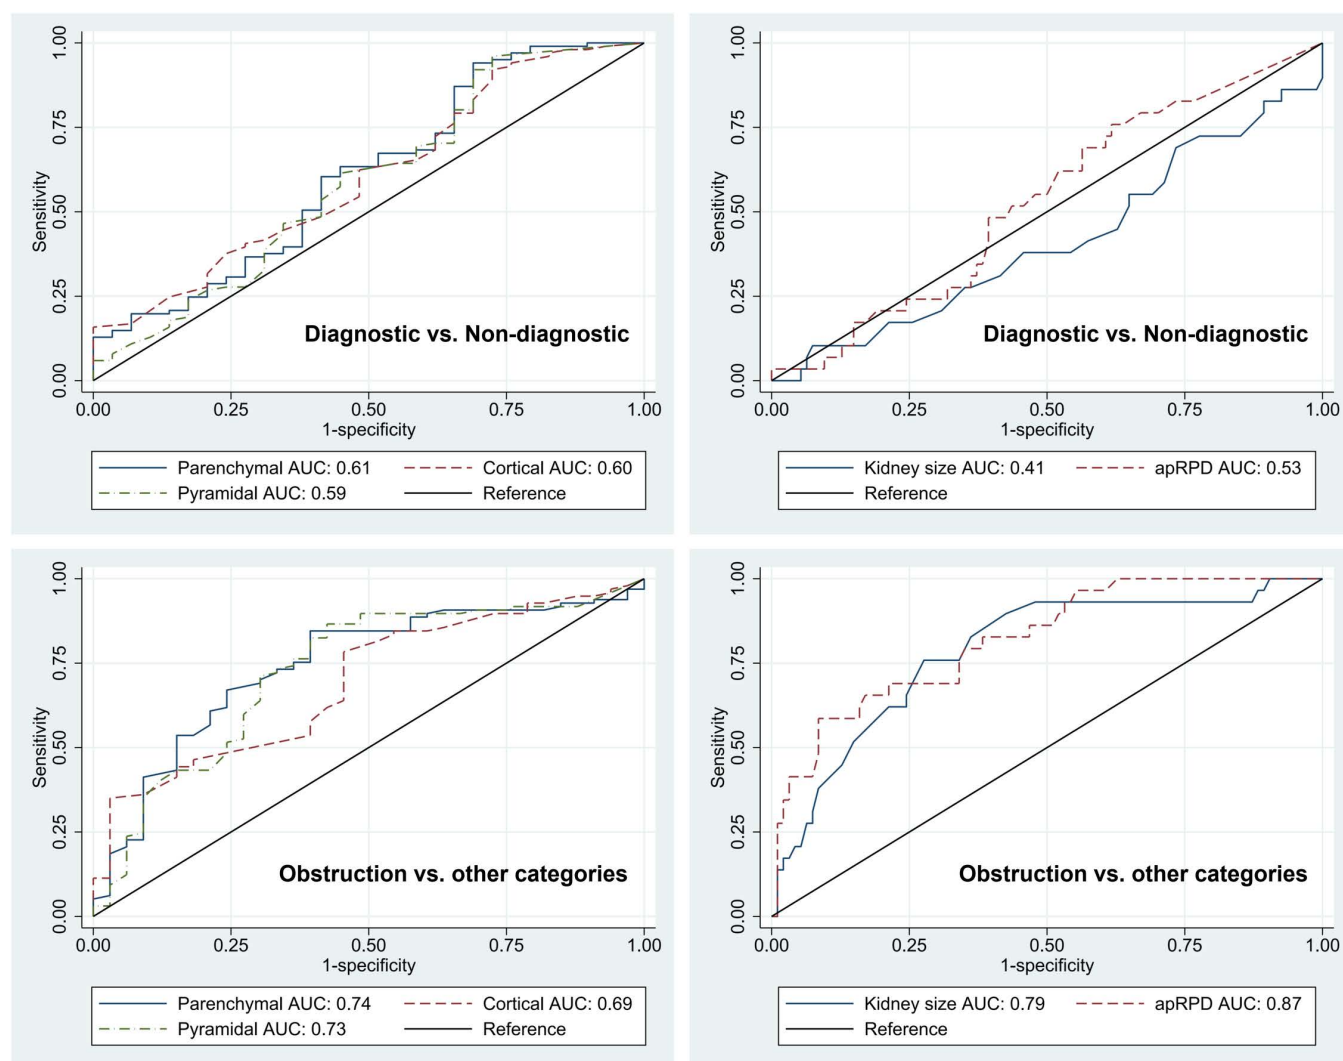 Sensitivity
0.00 0.25 0.50 0.75 1.00
Diagnostic vs. Non-diagnostic
0.00 0.25 0.50 0.75 1.00
1-specificity
Parenchymal AUC: 0.61 Cortical AUC: 0.60
Pyramidal AUC: 0.59 Reference
Sensitivity
0.00 0.25 0.50 0.75 1.00
Diagnostic vs. Non-diagnostic
0.00 0.25 0.50 0.75 1.00
1-specificity
Kidney size AUC: 0.41 apRPD AUC: 0.53
Reference
Sensitivity
0.00 0.25 0.50 0.75 1.00
Obstruction vs. other categories
0.00 0.25 0.50 0.75 1.00
1-specificity
Parenchymal AUC: 0.74 Cortical AUC: 0.69
Pyramidal AUC: 0.73 Reference
Sensitivity
0.00 0.25 0.50 0.75 1.00
Obstruction vs. other categories
0.00 0.25 0.50 0.75 1.00
1-specificity
Kidney size AUC: 0.79 apRPD AUC: 0.87
Reference